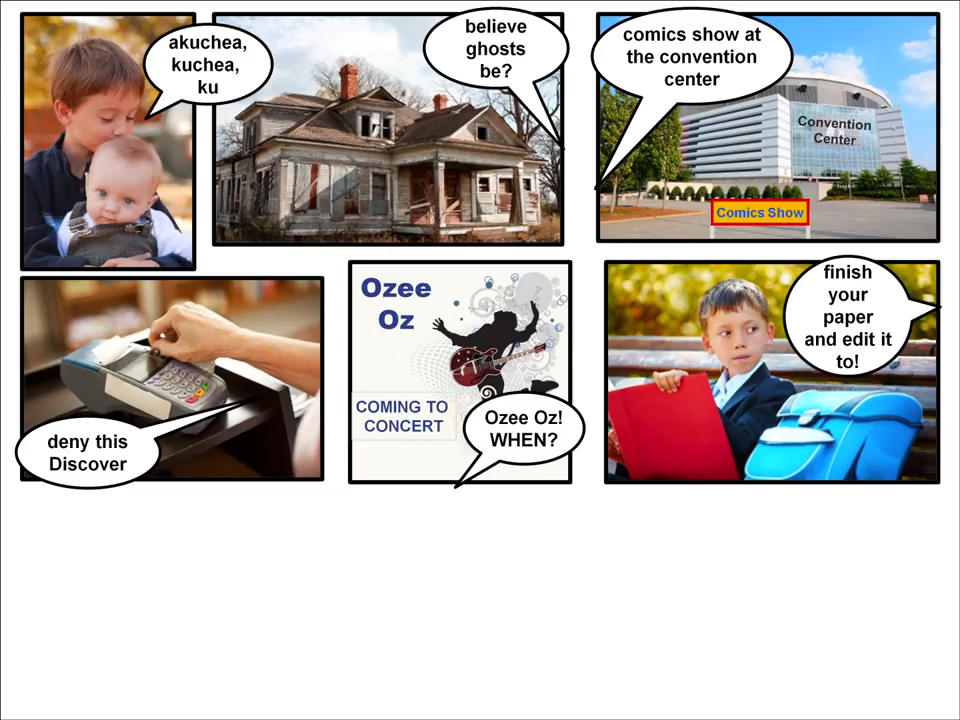 akuchea,
kuchea,
ku
believe
ghosts
be?
comics show at
the convention
center
Convention
Center
Comics Show
deny this
Discover
Ozee
Oz
COMING TO
CONCERT
Ozee Oz!
WHEN?
finish
your
paper
and edit it
to!